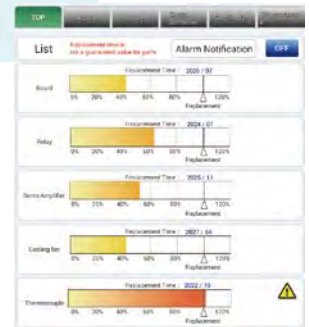 TOP
List
Replacement time is
not a guaranteed value for parts.
Alarm Notification
OFF
Replacement Time : 2026 / 07
Board
0% 20% 40% 60% 80% 120%
Replacement
Replacement Time : 2024 / 07
Relay
0% 20% 40% 60% 80% 120%
Replacement
Replacement Time : 2025 / 11
Servo Amplifier
0% 20% 40% 60% 80% 120%
Replacement
Replacement Time : 2027 / 04
Cooling fan
0% 20% 40% 60% 80% 120%
Replacement
Replacement Time : 2022 / 10
Thermocouple
0% 20% 40% 60% 80% 120%
Replacement